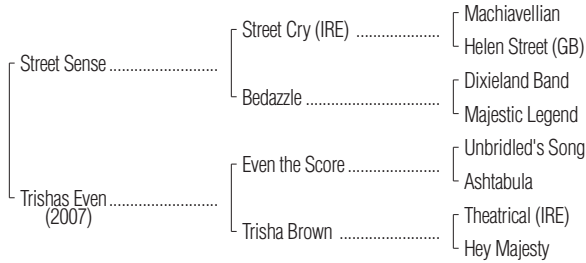 Machiavellian
Street Cry (IRE) ....................
Helen Street (GB)
Street Sense ..........................
Dixieland Band
Bedazzle ................................
Majestic Legend
Unbridled's Song
Even the Score .....................
Ashtabula
Trishas Even ..........................
(2007)
Theatrical (IRE)
Trisha Brown ........................
Hey Majesty